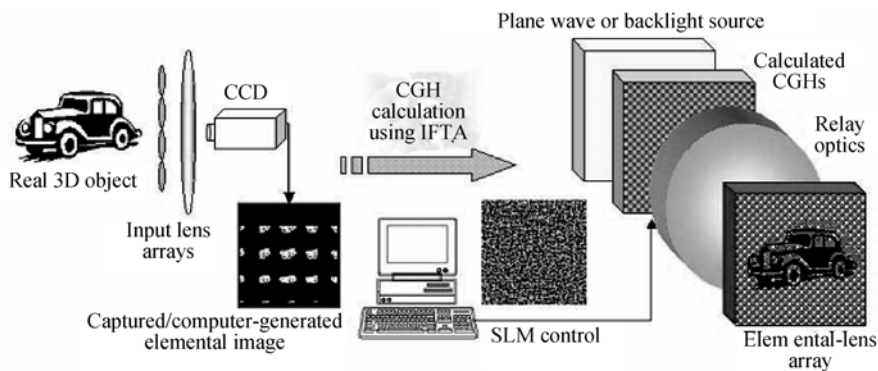 Plane wave or backlight source
CCD
CGH
calculation
using IFTA
Calculated
CGHs
Relay
optics
Real 3D object
Input lens
arrays
Captured/computer-generated
elemental image
SLM control
Elem ental-lens
array